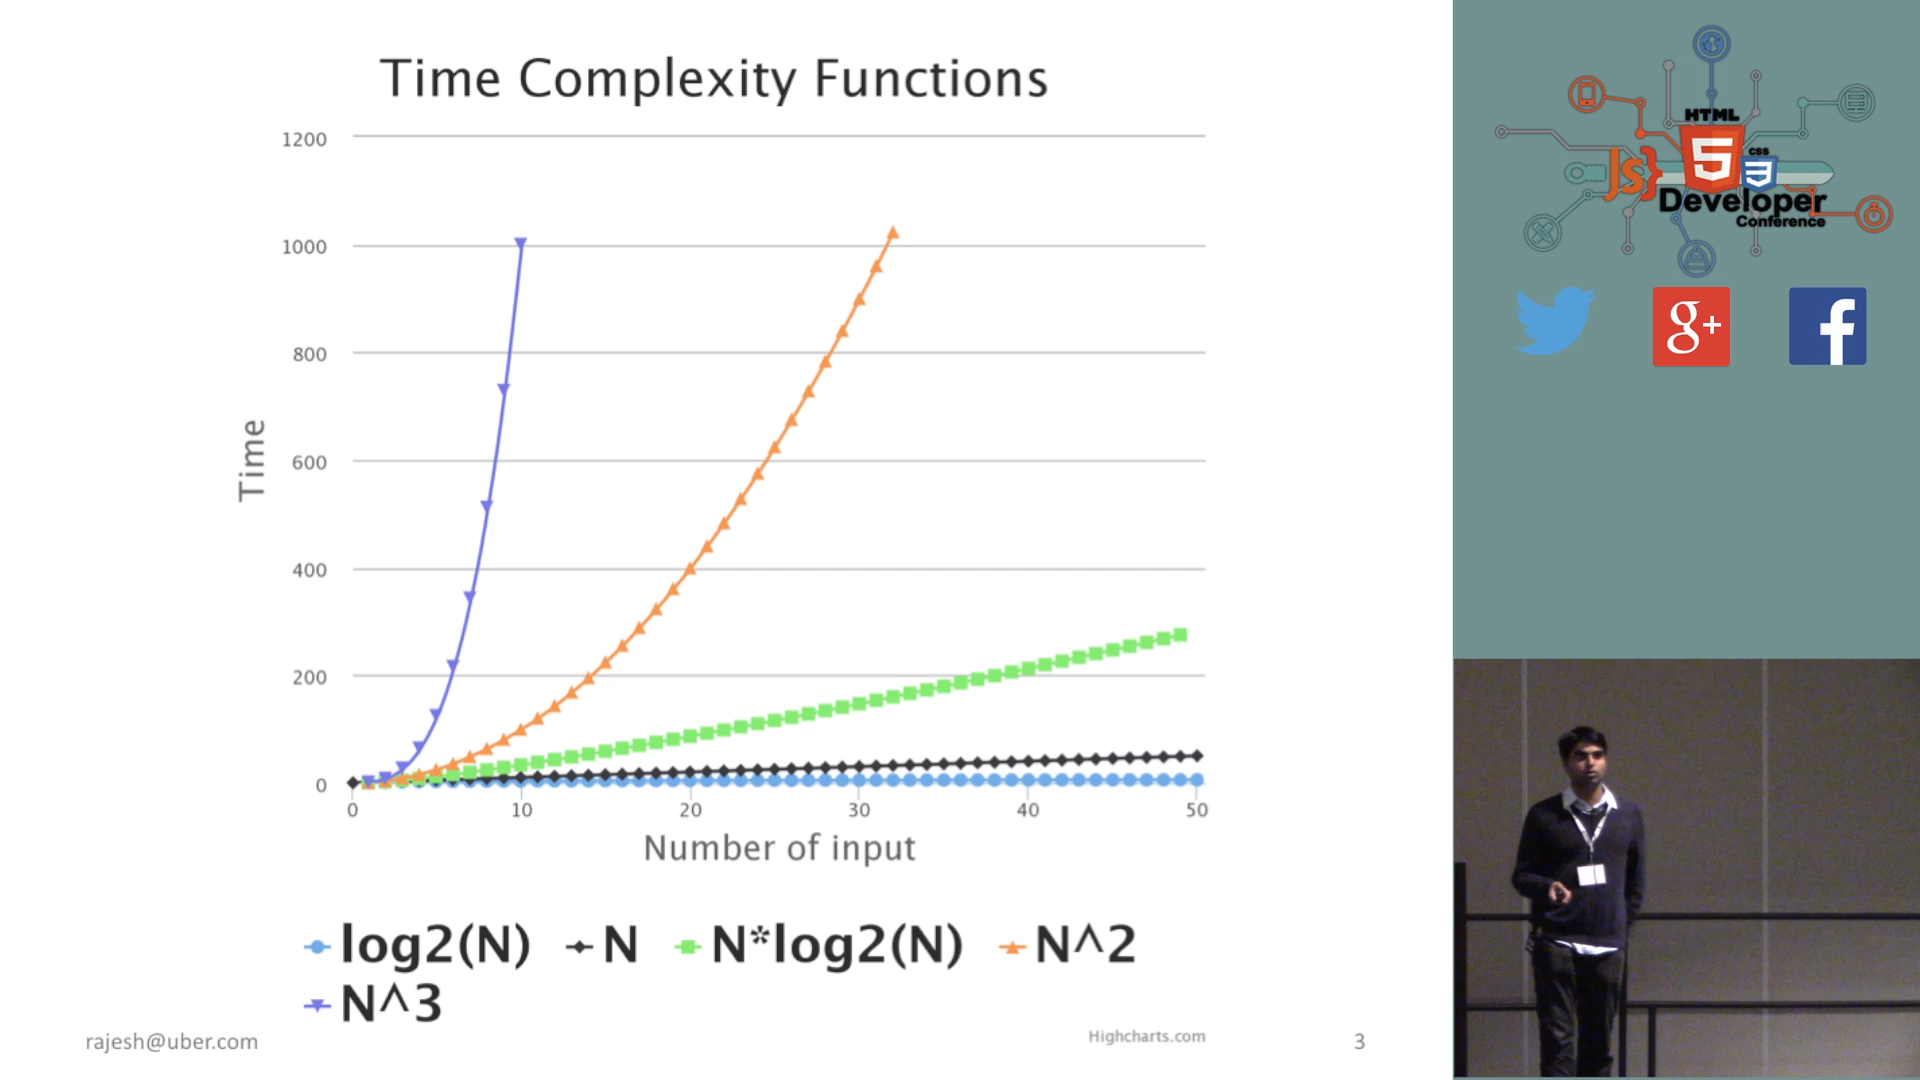 Time Complexity Functions
1200
1000
800
600
400
200
0
Time
0 10 20 30 40 50
Number of input
log2(N) N N*log2(N) N^2
N^3
rajesh@uber.com
Highcharts.com
3
HTML
5
JS}
CSS
3
Developer
Conference
g+
f